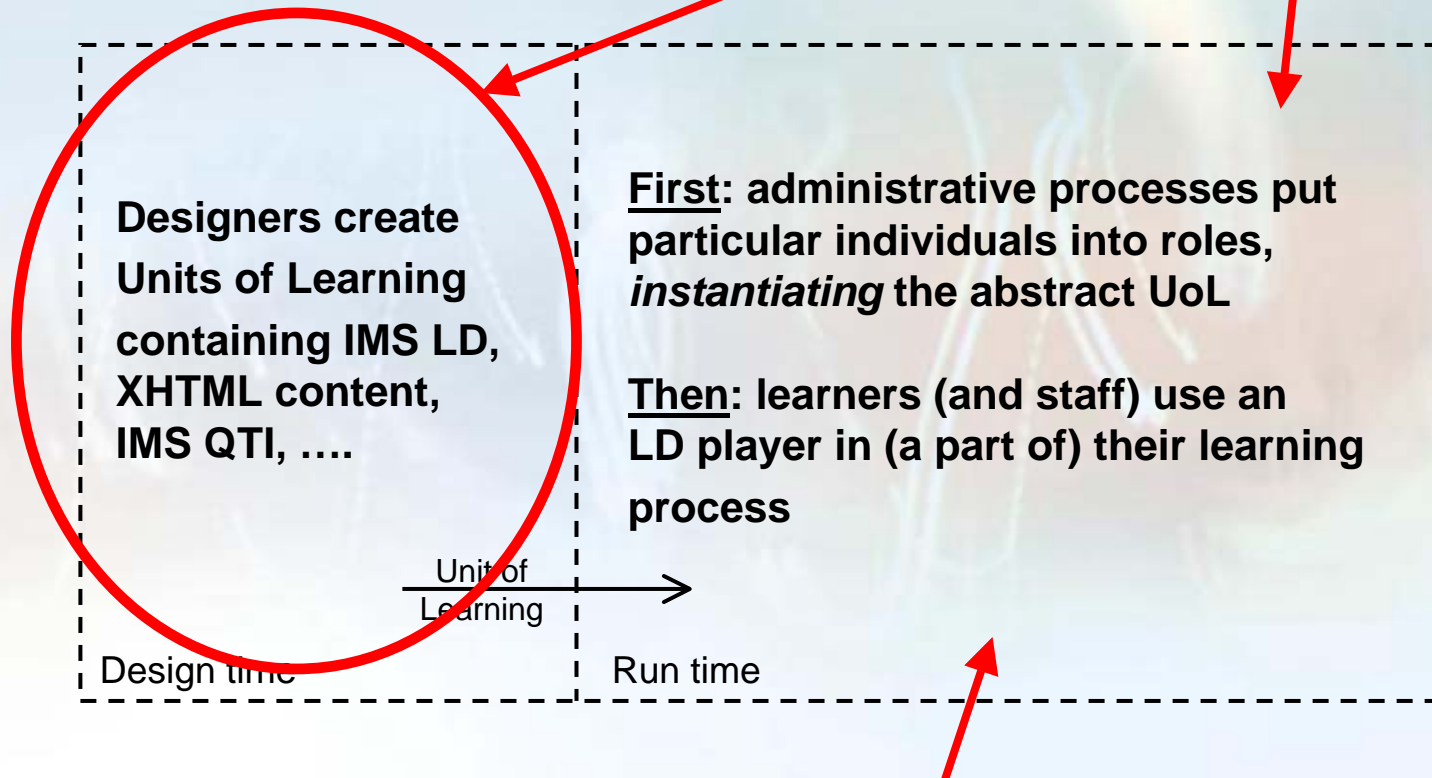 Designers create
Units of Learning
containing IMS LD,
XHTML content,
IMS QTI, ….
First: administrative processes put
particular individuals into roles,
instantiating the abstract UoL
Then: learners (and staff) use an
LD player in (a part of) their learning
process
Unit of
Learning
Design time
Run time